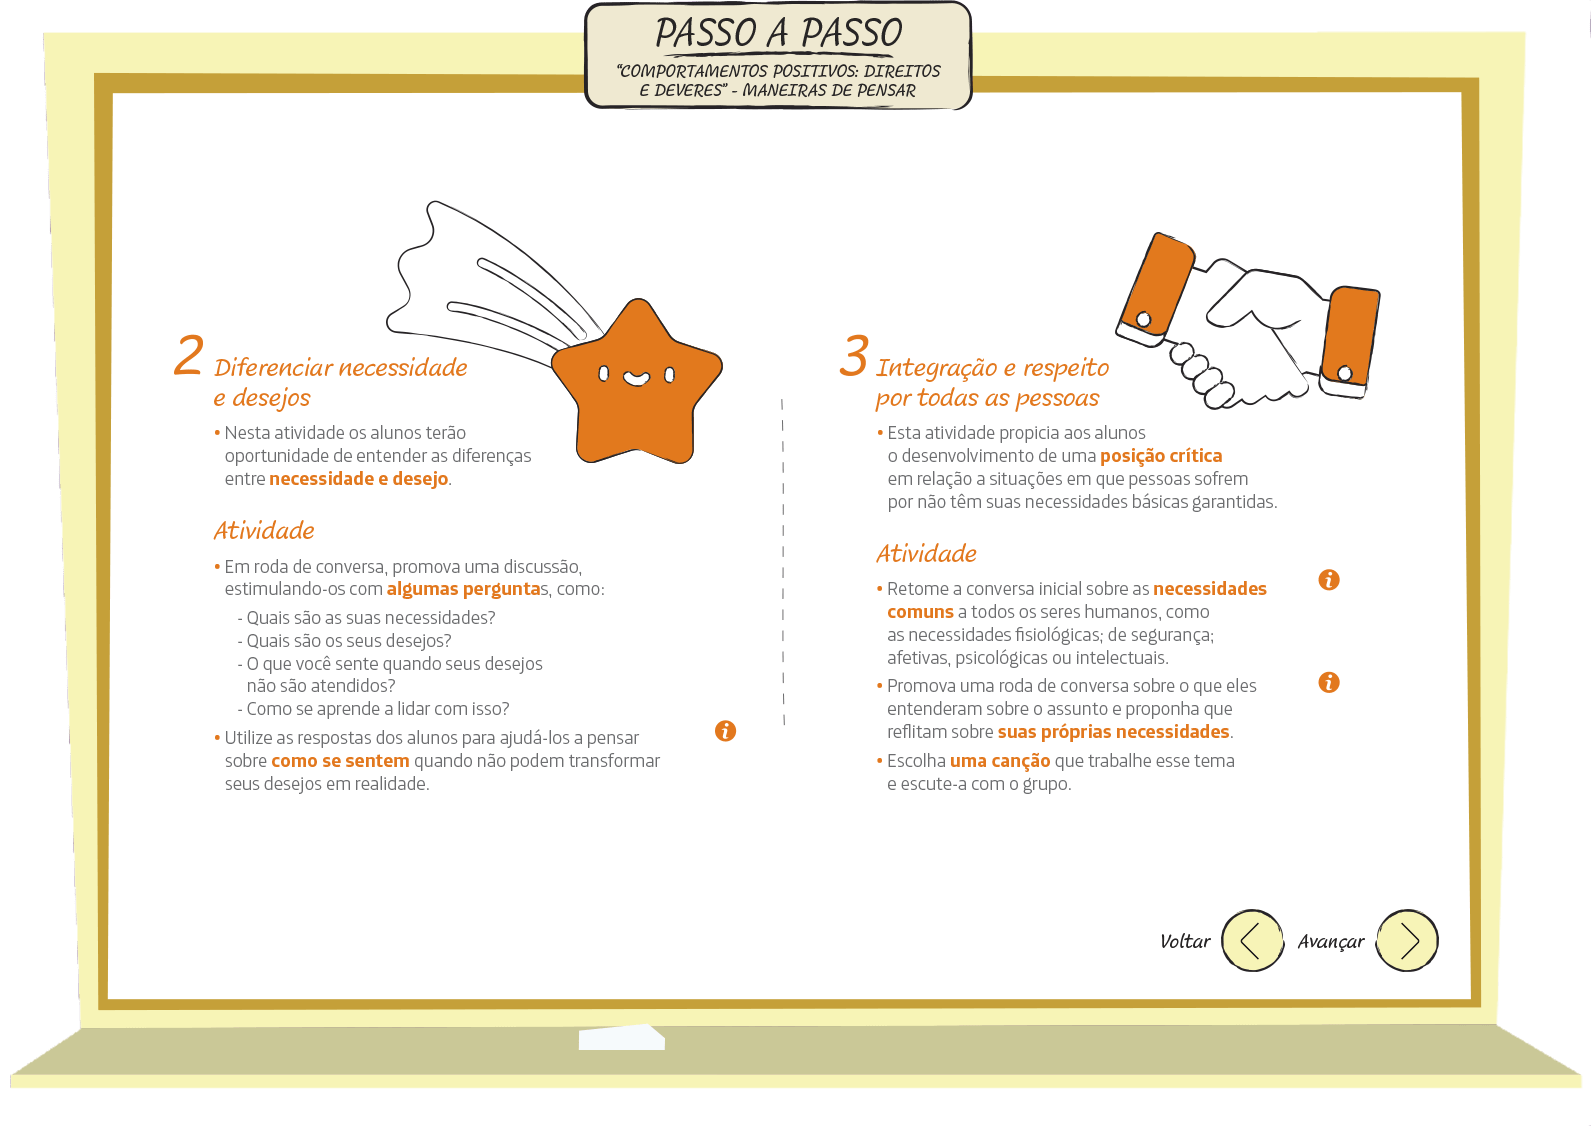 PASSO A PASSO
“COMPORTAMENTOS POSITIVOS: DIREITOS
E DEVERES” - MANEIRAS DE PENSAR
2 Diferenciar necessidade
e desejos
• Nesta atividade os alunos terão
oportunidade de entender as diferenças
entre necessidade e desejo.
Atividade
• Em roda de conversa, promova uma discussão,
estimulando-os com algumas perguntas, como:
- Quais são as suas necessidades?
- Quais são os seus desejos?
- O que você sente quando seus desejos
não são atendidos?
- Como se aprende a lidar com isso?
• Utilize as respostas dos alunos para ajudá-los a pensar
sobre como se sentem quando não podem transformar
seus desejos em realidade.
i
3 Integração e respeito
por todas as pessoas
• Esta atividade propicia aos alunos
o desenvolvimento de uma posição crítica
em relação a situações em que pessoas sofrem
por não têm suas necessidades básicas garantidas.
Atividade
• Retome a conversa inicial sobre as necessidades
comuns a todos os seres humanos, como
as necessidades fisiológicas; de segurança;
afetivas, psicológicas ou intelectuais.
i
• Promova uma roda de conversa sobre o que eles
entenderam sobre o assunto e proponha que
reflitam sobre suas próprias necessidades.
i
• Escolha uma canção que trabalhe esse tema
e escute-a com o grupo.
Voltar
Avançar